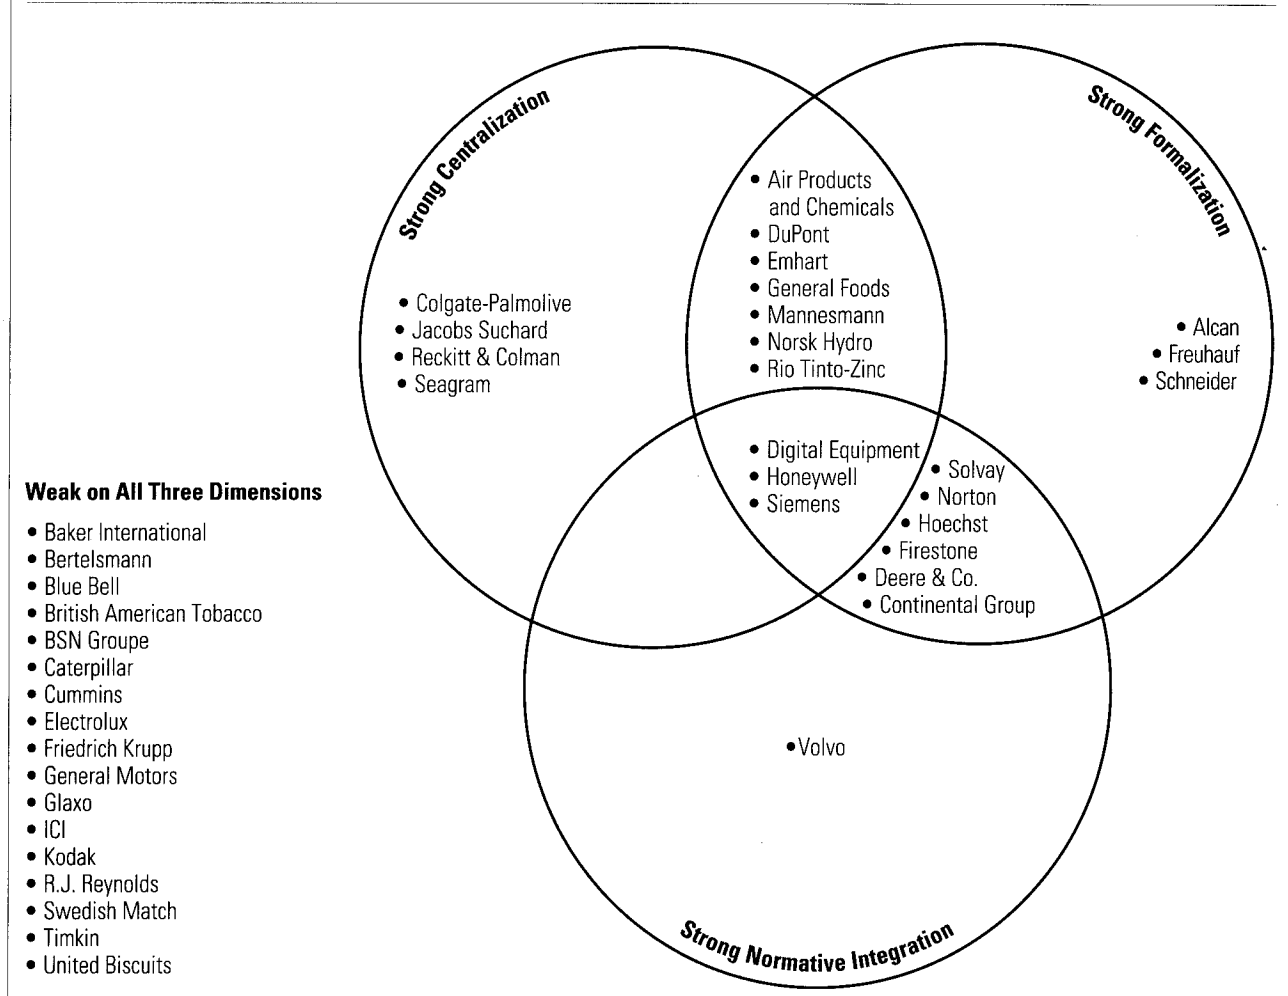 Strong Centralization
Strong Formalization
• Air Products
and Chemicals
• DuPont
• Emhart
• General Foods
• Mannesmann
• Norsk Hydro
• Rio Tinto-Zinc
• Colgate-Palmolive
• Jacobs Suchard
• Reckitt & Colman
• Seagram
• Alcan
• Freuhauf
• Schneider
• Digital Equipment
• Honeywell
• Siemens
• Solvay
• Norton
• Hoechst
• Firestone
• Deere & Co.
• Continental Group
Weak on All Three Dimensions
• Baker International
• Bertelsmann
• Blue Bell
• British American Tobacco
• BSN Groupe
• Caterpillar
• Cummins
• Electrolux
• Friedrich Krupp
• General Motors
• Glaxo
• ICI
• Kodak
• R.J. Reynolds
• Swedish Match
• Timkin
• United Biscuits
• Volvo
Strong Normative Integration